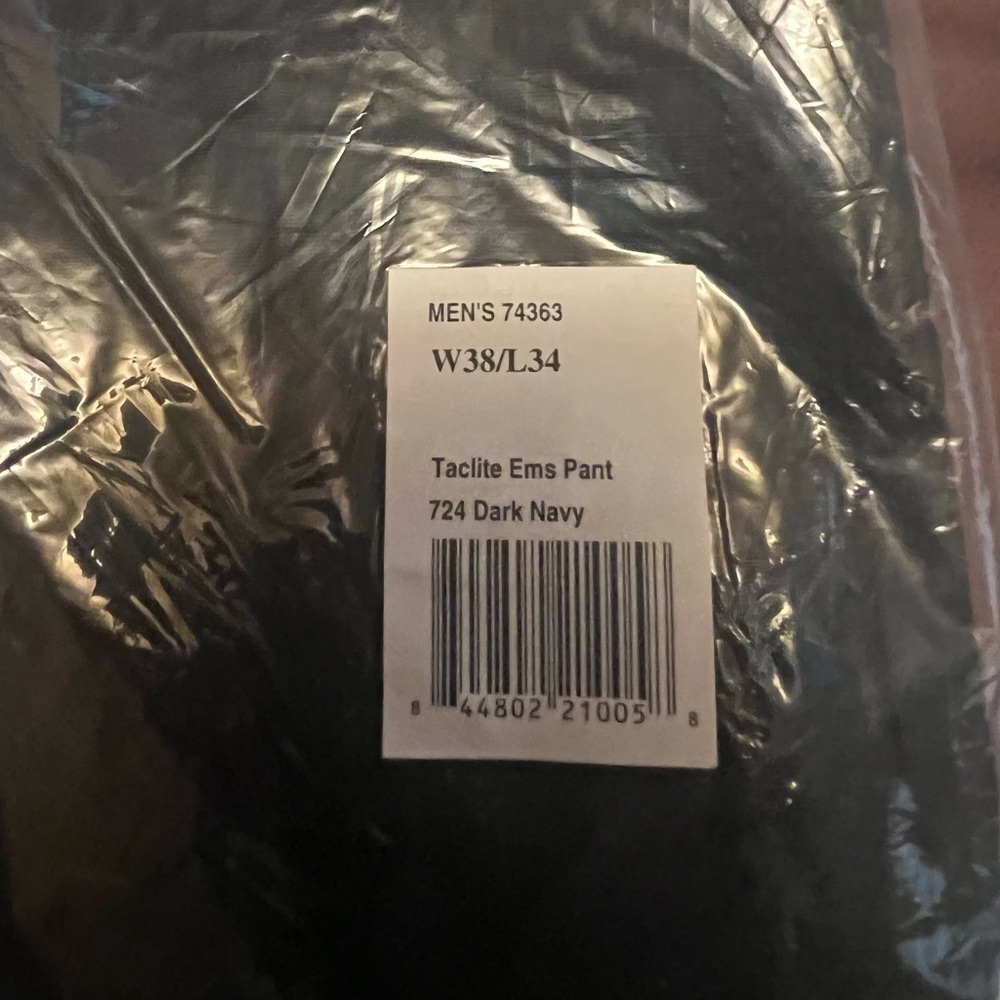 MEN'S 74363
W38/L34
Taclite Ems Pant
724 Dark Navy
8 44802 21005 8